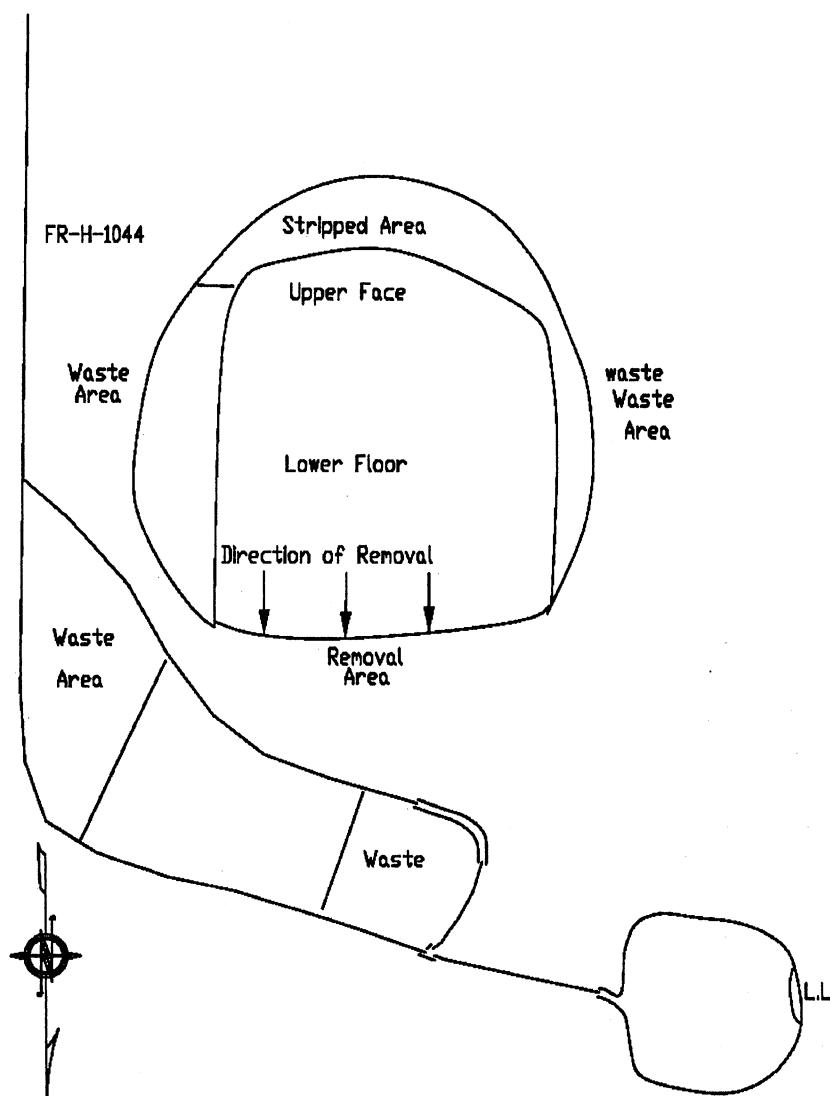 Stripped Area
FR-H-1044
Upper Face
Waste
Area
waste
Waste
Area
Lower Floor
Direction of Removal
Removal
Area
Waste
Area
Waste
L.L